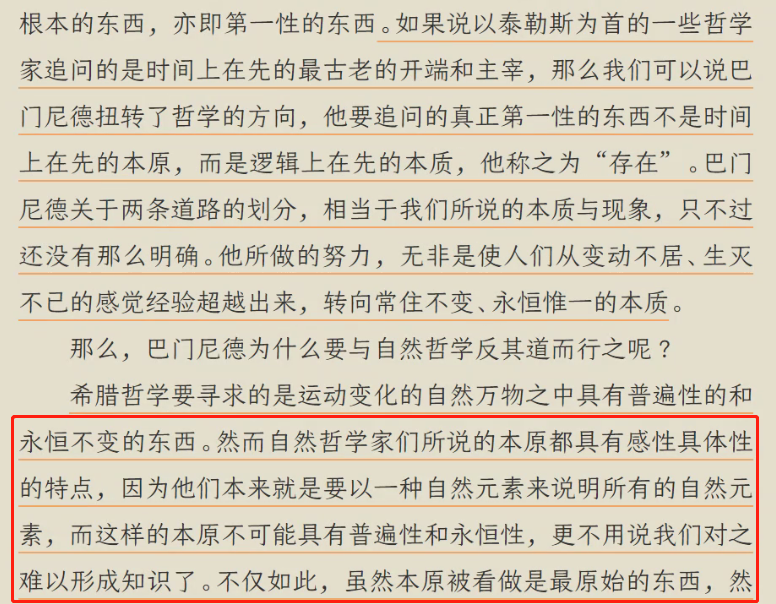 根本的东西，亦即第一性的东西。如果说以泰勒斯为首的一些哲学
家追问的是时间上在先的最古老的开端和主宰，那么我们可以说巴
门尼德扭转了哲学的方向，他要追问的真正第一性的东西不是时间
上在先的本原，而是逻辑上在先的本质，他称之为“存在”。巴门
尼德关于两条道路的划分，相当于我们所说的本质与现象，只不过
还没有那么明确。他所做的努力，无非是使人们从变动不居、生灭
不已的感觉经验超越出来，转向常住不变、永恒惟一的本质。
那么，巴门尼德为什么要与自然哲学反其道而行之呢？
希腊哲学要寻求的是运动变化的自然万物之中具有普遍性的和
永恒不变的东西。然而自然哲学家们所说的本原都具有感性具体性
的特点，因为他们本来就是要以一种自然元素来说明所有的自然元
素，而这样的本原不可能具有普遍性和永恒性，更不用说我们对之
难以形成知识了。不仅如此，虽然本原被看做是最原始的东西，然